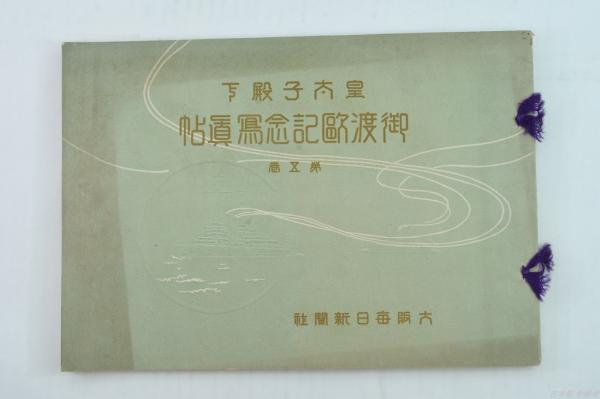 皇太子殿下
御渡欧記念寫眞帖
第五巻
大阪毎日新聞社